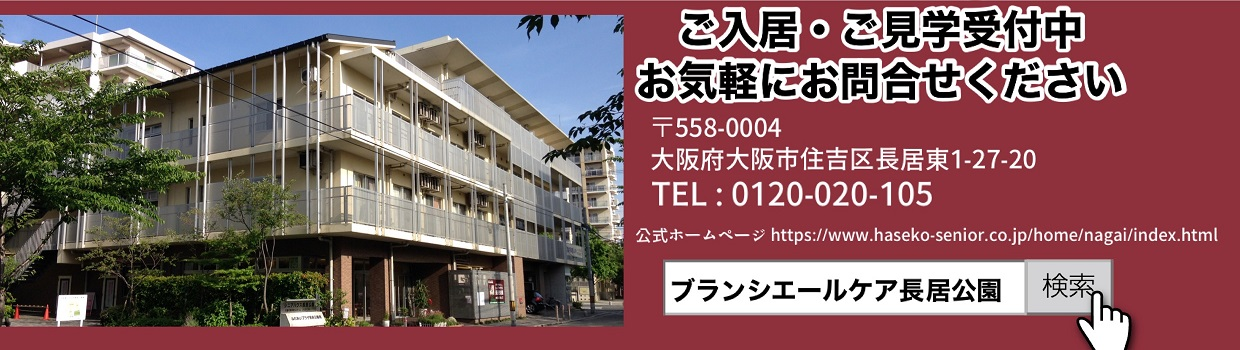 ご入居・ご見学受付中
お気軽にお問合せください
〒558-0004
大阪府大阪市住吉区長居東1-27-20
TEL : 0120-020-105
公式ホームページ https://www.haseko-senior.co.jp/home/nagai/index.html
ブランシエールケア長居公園 検索